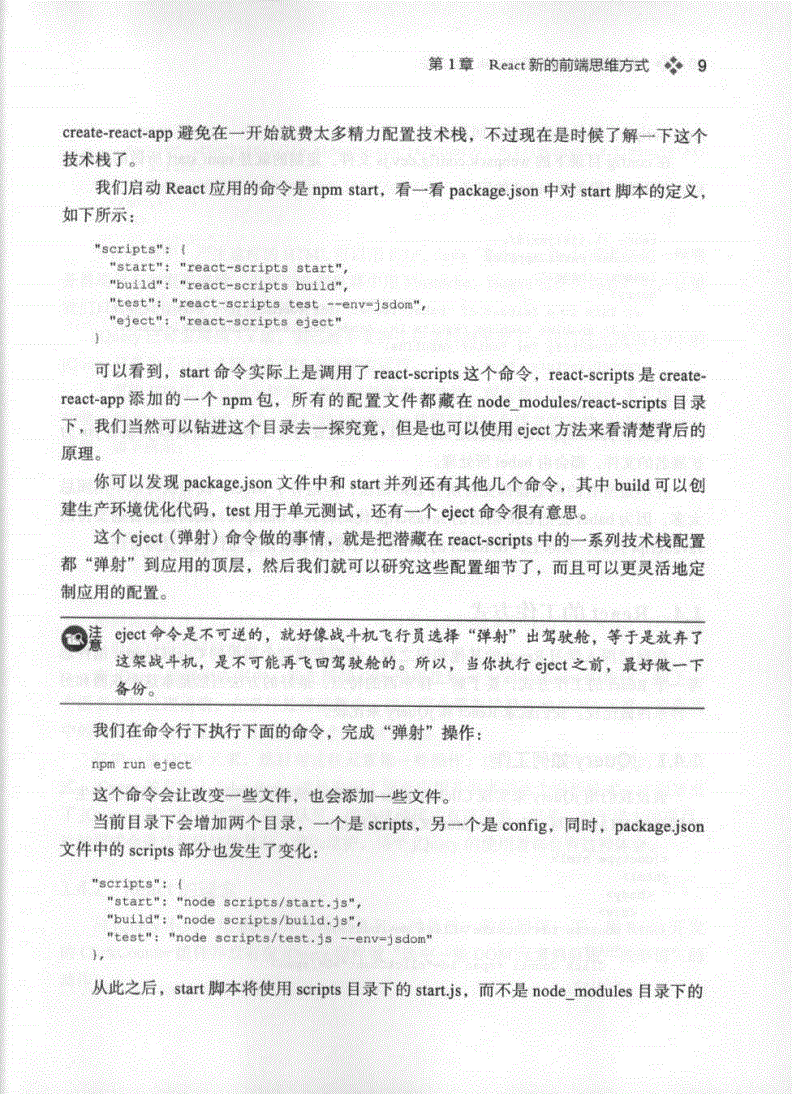 第 1 章 React 新的前端思维方式 9
create-react-app 避免在一开始就费太多精力配置技术栈，不过现在是时候了解一下这个
技术栈了。
我们启动 React 应用的命令是 npm start，看一看 package.json 中对 start 脚本的定义，
如下所示：
"scripts": {
"start": "react-scripts start",
"build": "react-scripts build",
"test": "react-scripts test --env=jsdom",
"eject": "react-scripts eject"
}
可以看到，start 命令实际上是调用了 react-scripts 这个命令，react-scripts 是 create-
react-app 添加的一个 npm 包，所有的配置文件都藏在 node_modules/react-scripts 目录
下，我们当然可以钻进这个目录去一探究竟，但是也可以使用 eject 方法来看清楚背后的
原理。
你可以发现 package.json 文件中和 start 并列还有其他几个命令，其中 build 可以创
建生产环境优化代码，test 用于单元测试，还有一个 eject 命令很有意思。
这个 eject（弹射）命令做的事情，就是把潜藏在 react-scripts 中的一系列技术栈配置
都“弹射”到应用的顶层，然后我们就可以研究这些配置细节了，而且可以更灵活地定
制应用的配置。
注意 eject 命令是不可逆的，就好像战斗机飞行员选择“弹射”出驾驶舱，等于是放弃了
这架战斗机，是不可能再飞回驾驶舱的。所以，当你执行 eject 之前，最好做一下
备份。
我们在命令行下执行下面的命令，完成“弹射”操作：
npm run eject
这个命令会让改变一些文件，也会添加一些文件。
当前目录下会增加两个目录，一个是 scripts，另一个是 config，同时，package.json
文件中的 scripts 部分也发生了变化：
"scripts": {
"start": "node scripts/start.js",
"build": "node scripts/build.js",
"test": "node scripts/test.js --env=jsdom"
},
从此之后，start 脚本将使用 scripts 目录下的 start.js，而不是 node_modules 目录下的